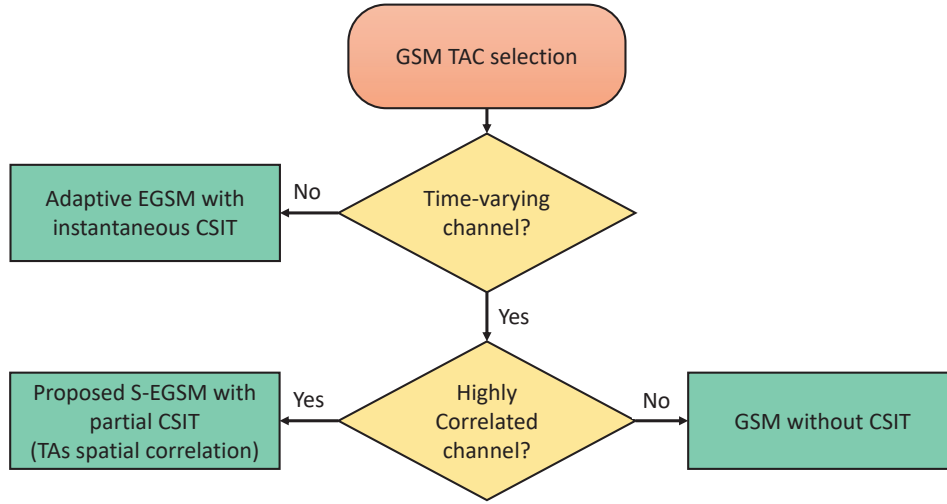 GSM TAC selection
Time-varying
channel?
No
Adaptive EGSM with
instantaneous CSIT
Yes
Highly
Correlated
channel?
Yes
Proposed S-EGSM with
partial CSIT
(TAs spatial correlation)
No
GSM without CSIT